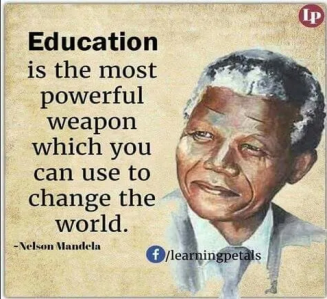 LP
Education
is the most
powerful
weapon
which you
can use to
change the
world.
-Nelson Mandela
f/learningpetals